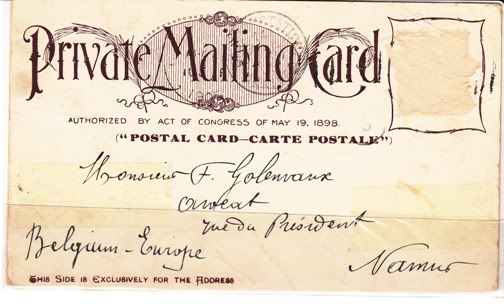 Private Mailing Card
AUTHORIZED BY ACT OF CONGRESS OF MAY 19, 1898.
("POSTAL CARD—CARTE POSTALE")
Monsieur F. Golenvaux
avocat
rue du Président
Belgium - Europe
Namur
THIS SIDE IS EXCLUSIVELY FOR THE ADDRESS